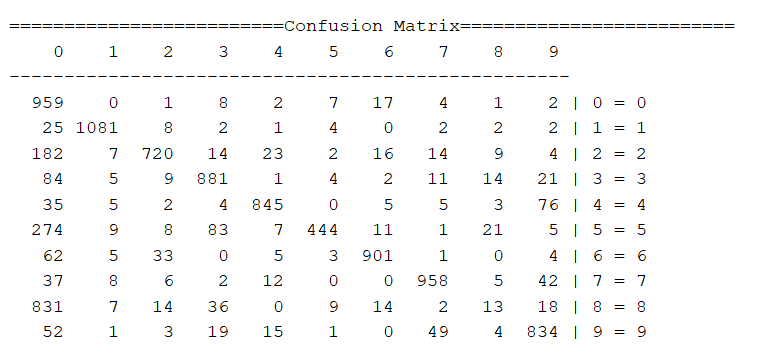 ==========================Confusion Matrix==========================
0 1 2 3 4 5 6 7 8 9
------------------------------------------------------
959 0 1 8 2 7 17 4 1 2 | 0 = 0
25 1081 8 2 1 4 0 2 2 2 | 1 = 1
182 7 720 14 23 2 16 14 9 4 | 2 = 2
84 5 9 881 1 4 2 11 14 21 | 3 = 3
35 5 2 4 845 0 5 5 3 76 | 4 = 4
274 9 8 83 7 444 11 1 21 5 | 5 = 5
62 5 33 0 5 3 901 1 0 4 | 6 = 6
37 8 6 2 12 0 0 958 5 42 | 7 = 7
831 7 14 36 0 9 14 2 13 18 | 8 = 8
52 1 3 19 15 1 0 49 4 834 | 9 = 9